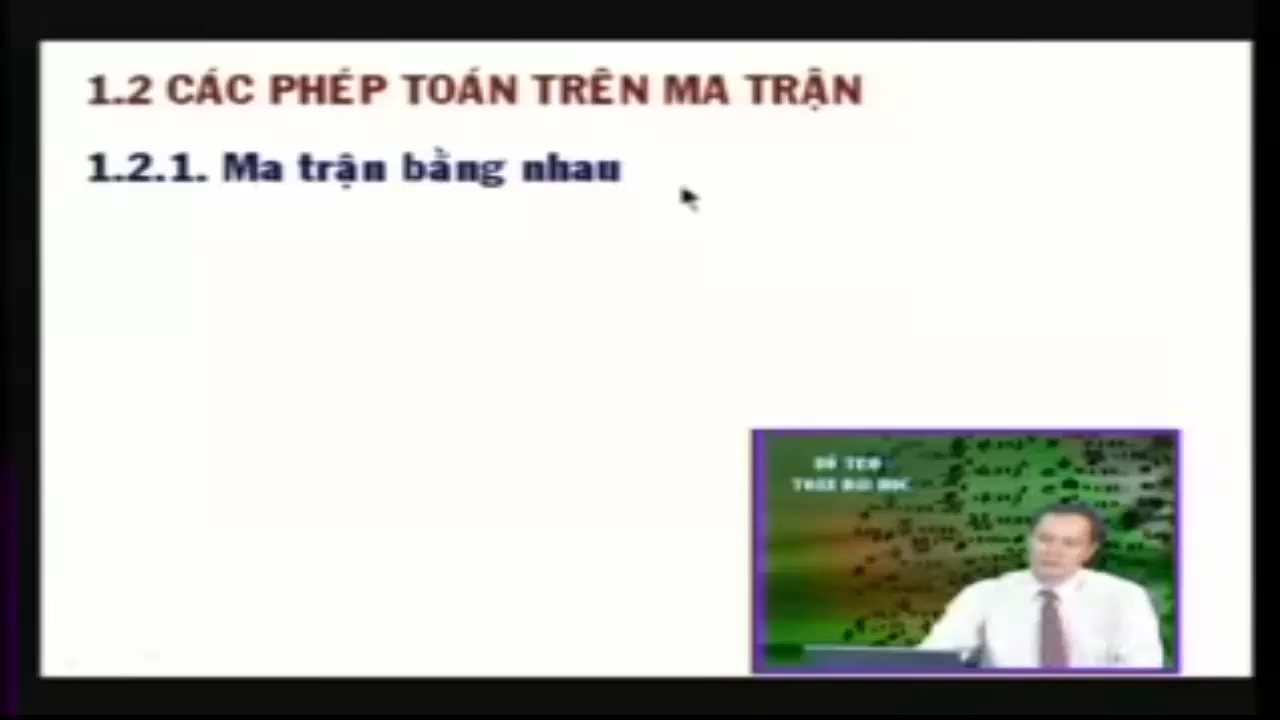 1.2 CÁC PHÉP TOÁN TRÊN MA TRẬN
1.2.1. Ma trận bằng nhau